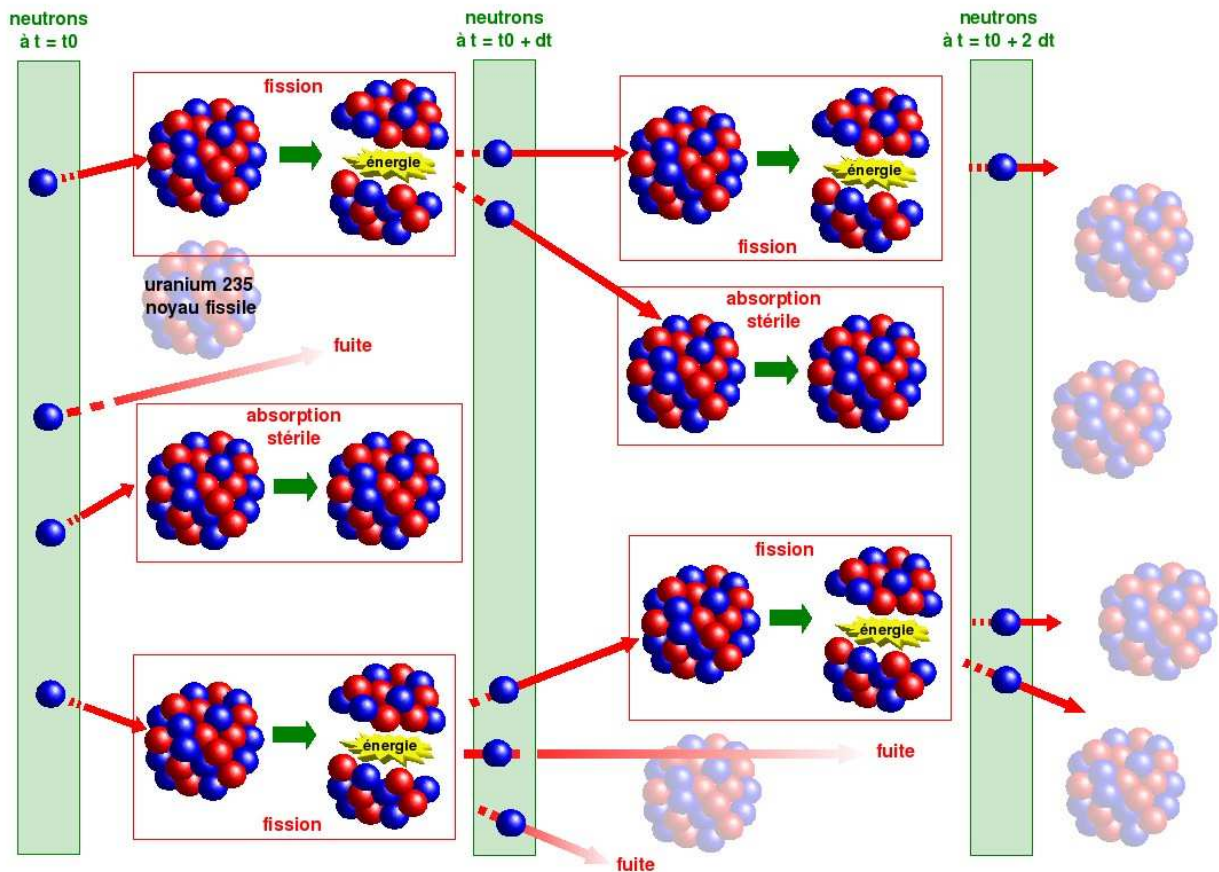 neutrons
à t = t0
neutrons
à t = t0 + dt
neutrons
à t = t0 + 2 dt
fission
énergie
uranium 235
noyau fissile
fuite
absorption
stérile
énergie
fission
énergie
fission
absorption
stérile
fission
énergie
fuite
fuite